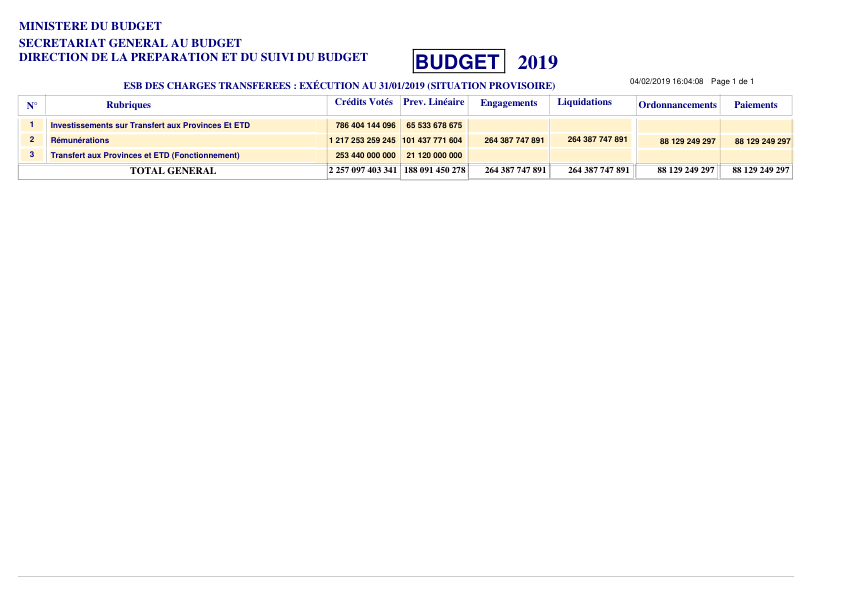 MINISTERE DU BUDGET
SECRETARIAT GENERAL AU BUDGET
DIRECTION DE LA PREPARATION ET DU SUIVI DU BUDGET
BUDGET 2019
04/02/2019 16:04:08 Page 1 de 1
ESB DES CHARGES TRANSFEREES : EXÉCUTION AU 31/01/2019 (SITUATION PROVISOIRE)
N° Rubriques Crédits Votés Prev. Linéaire Engagements Liquidations Ordonnancements Paiements
1 Investissements sur Transfert aux Provinces Et ETD 786 404 144 096 65 533 678 675
2 Rémunérations 1 217 253 259 245 101 437 771 604 264 387 747 891 264 387 747 891 88 129 249 297 88 129 249 297
3 Transfert aux Provinces et ETD (Fonctionnement) 253 440 000 000 21 120 000 000
TOTAL GENERAL 2 257 097 403 341 188 091 450 278 264 387 747 891 264 387 747 891 88 129 249 297 88 129 249 297